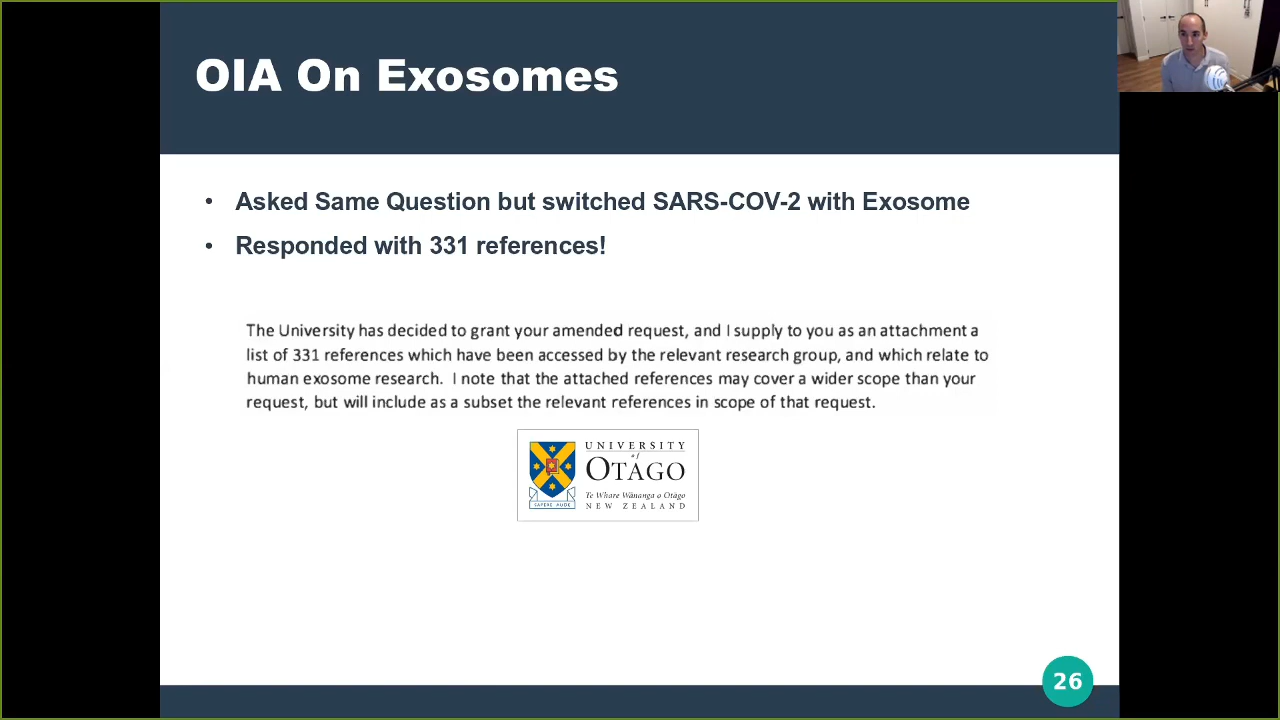 OIA On Exosomes
• Asked Same Question but switched SARS-COV-2 with Exosome
• Responded with 331 references!
The University has decided to grant your amended request, and I supply to you as an attachment a
list of 331 references which have been accessed by the relevant research group, and which relate to
human exosome research. I note that the attached references may cover a wider scope than your
request, but will include as a subset the relevant references in scope of that request.
UNIVERSITY
of
OTAGO
Te Whare Wānanga o Otāgo
NEW ZEALAND
SAPERE AUDE
26